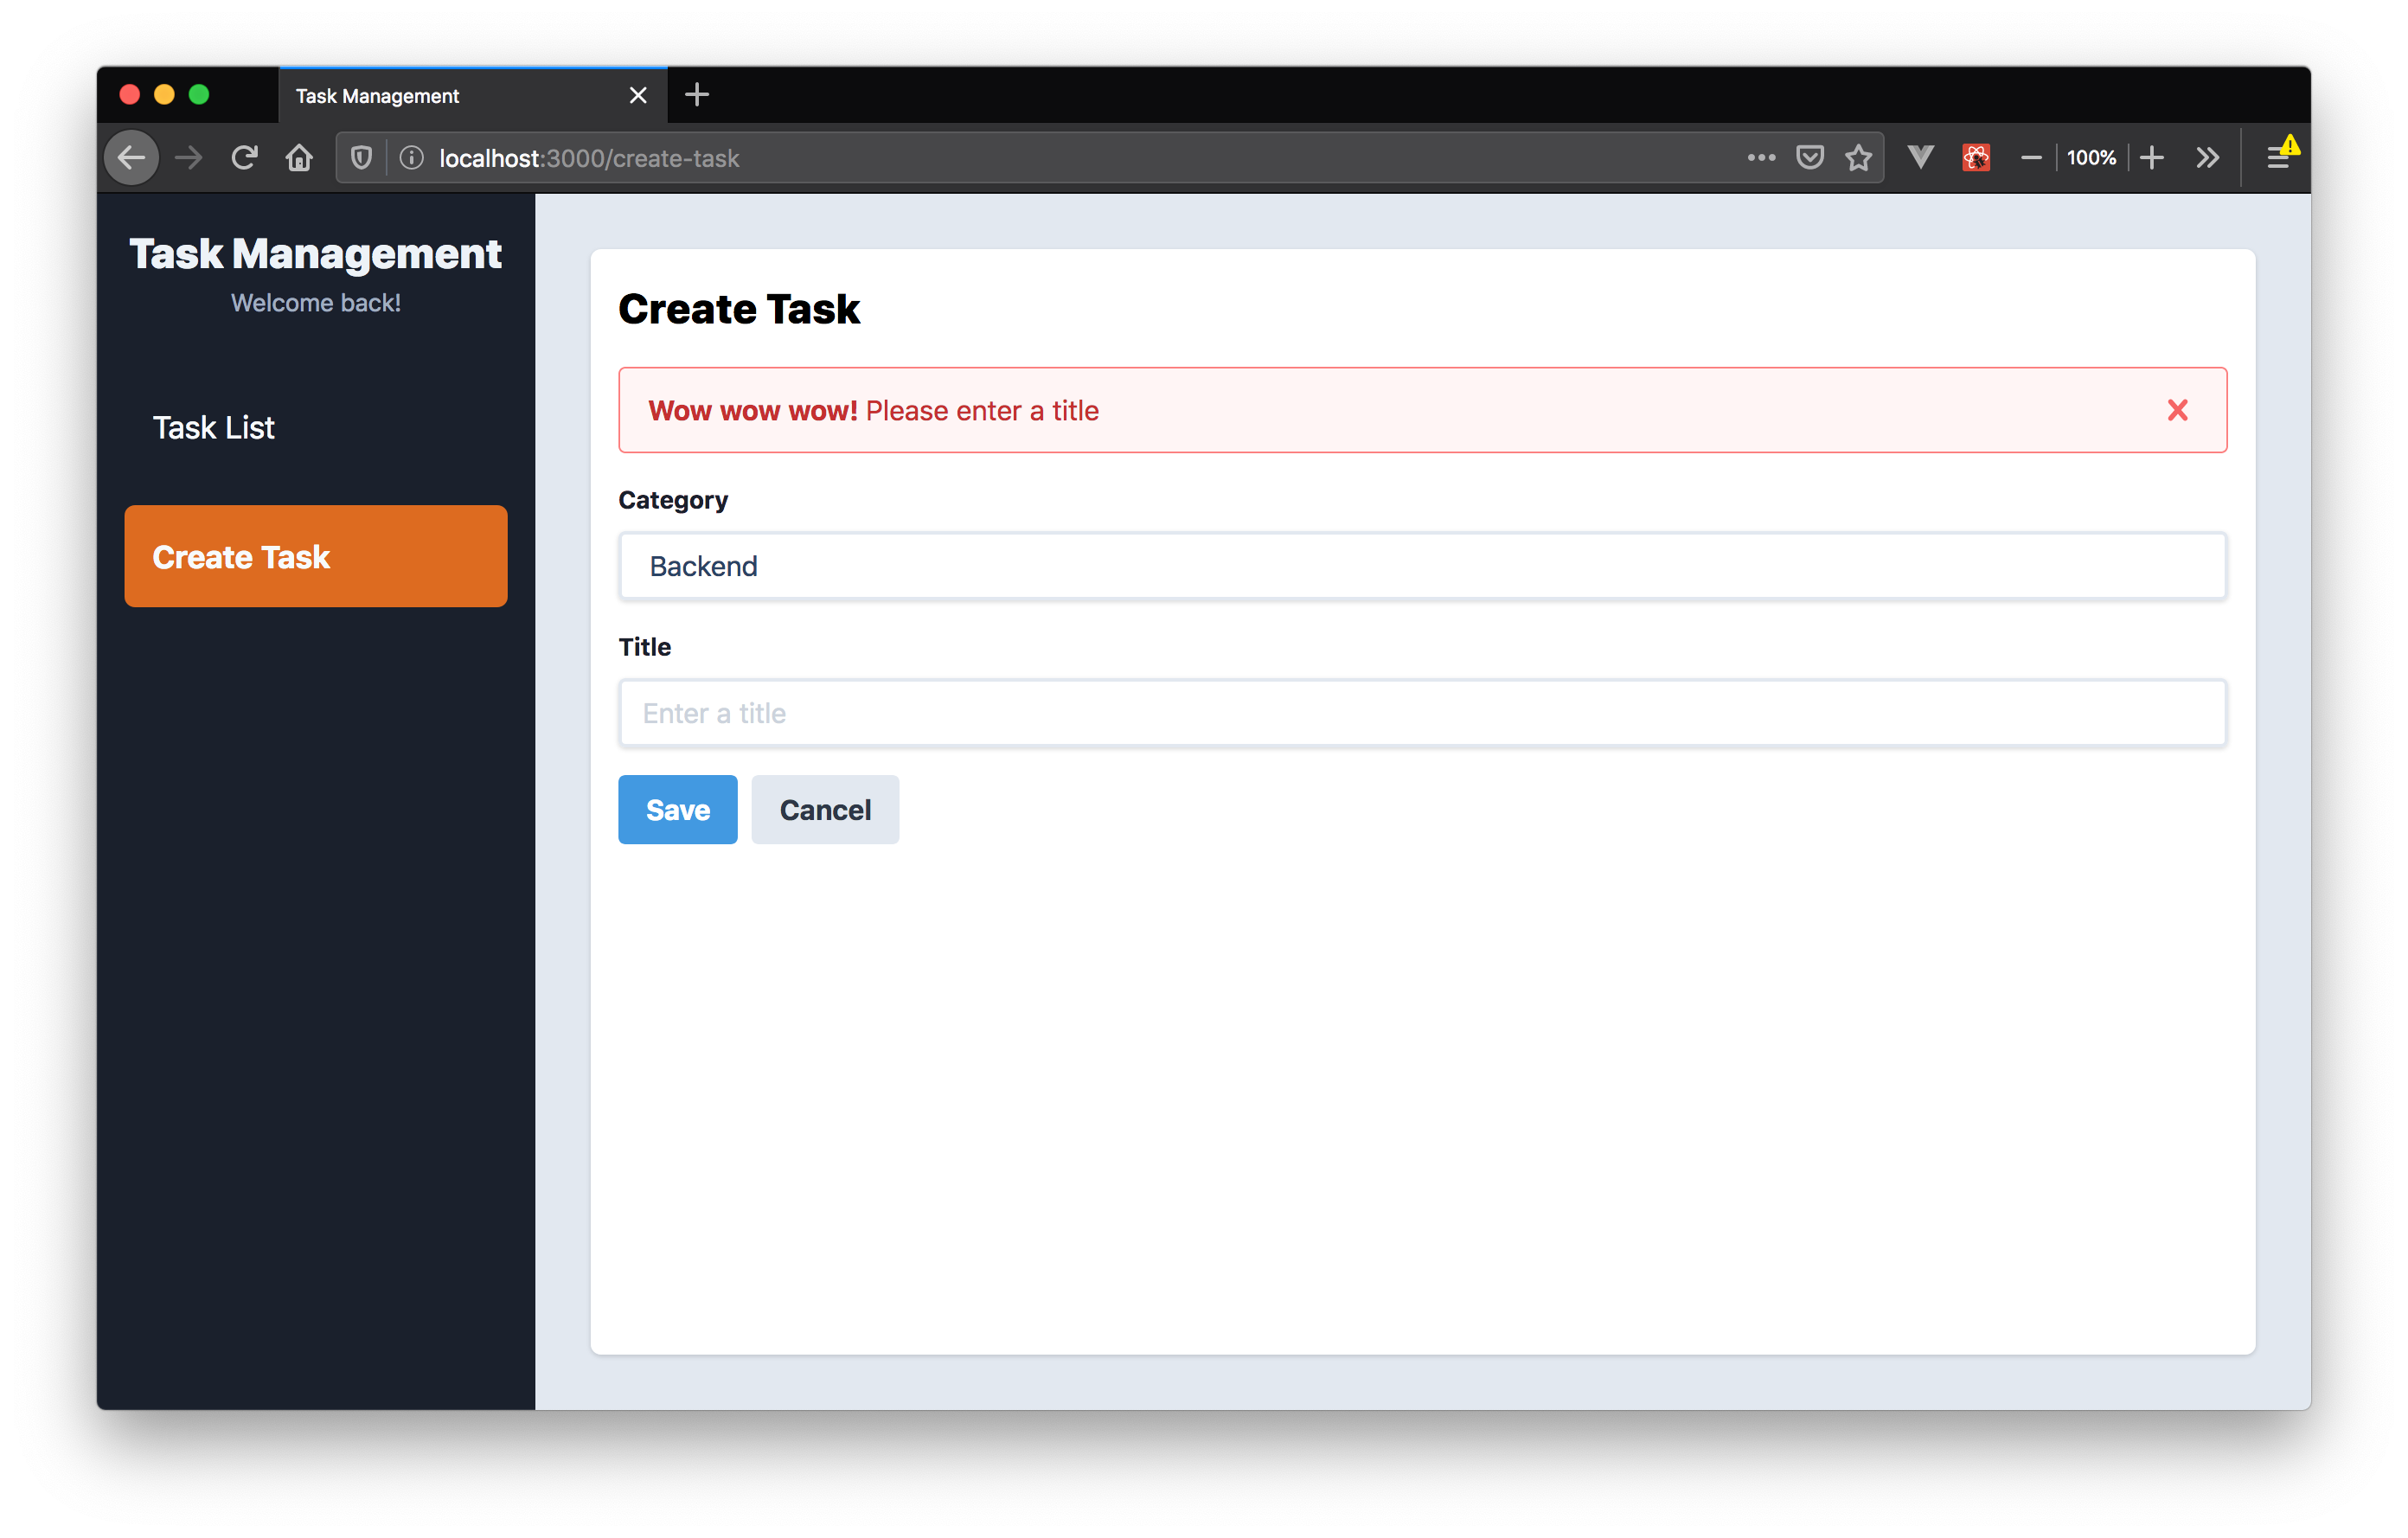 Task Management
localhost:3000/create-task
100%
Task Management
Welcome back!
Task List
Create Task
Create Task
Wow wow wow! Please enter a title
Category
Backend
Title
Enter a title
Save
Cancel